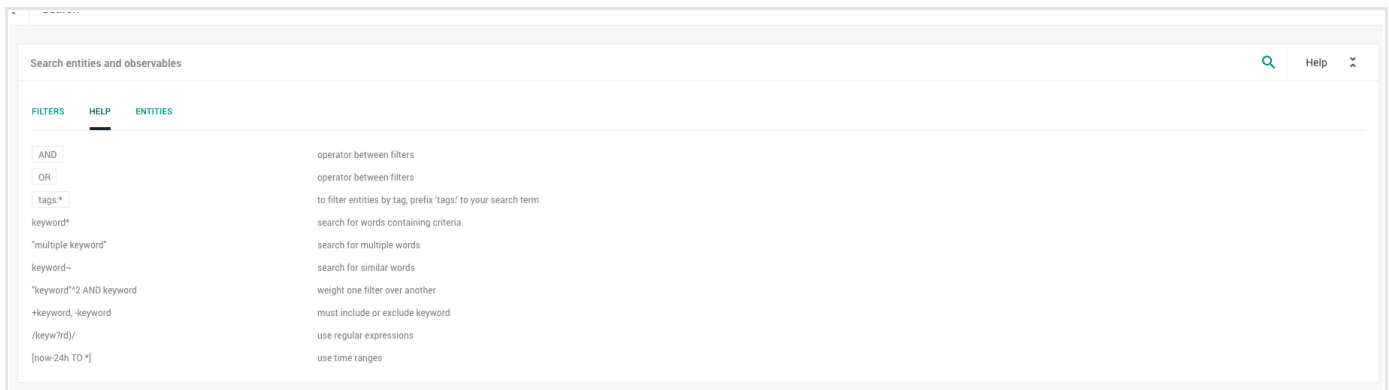 Search entities and observables
Help
FILTERS HELP ENTITIES
AND operator between filters
OR operator between filters
tags:* to filter entities by tag, prefix 'tags:' to your search term
keyword* search for words containing criteria
"multiple keyword" search for multiple words
keyword~ search for similar words
"keyword"^2 AND keyword weight one filter over another
+keyword, -keyword must include or exclude keyword
/keyw?rd)/ use regular expressions
[now-24h TO *] use time ranges